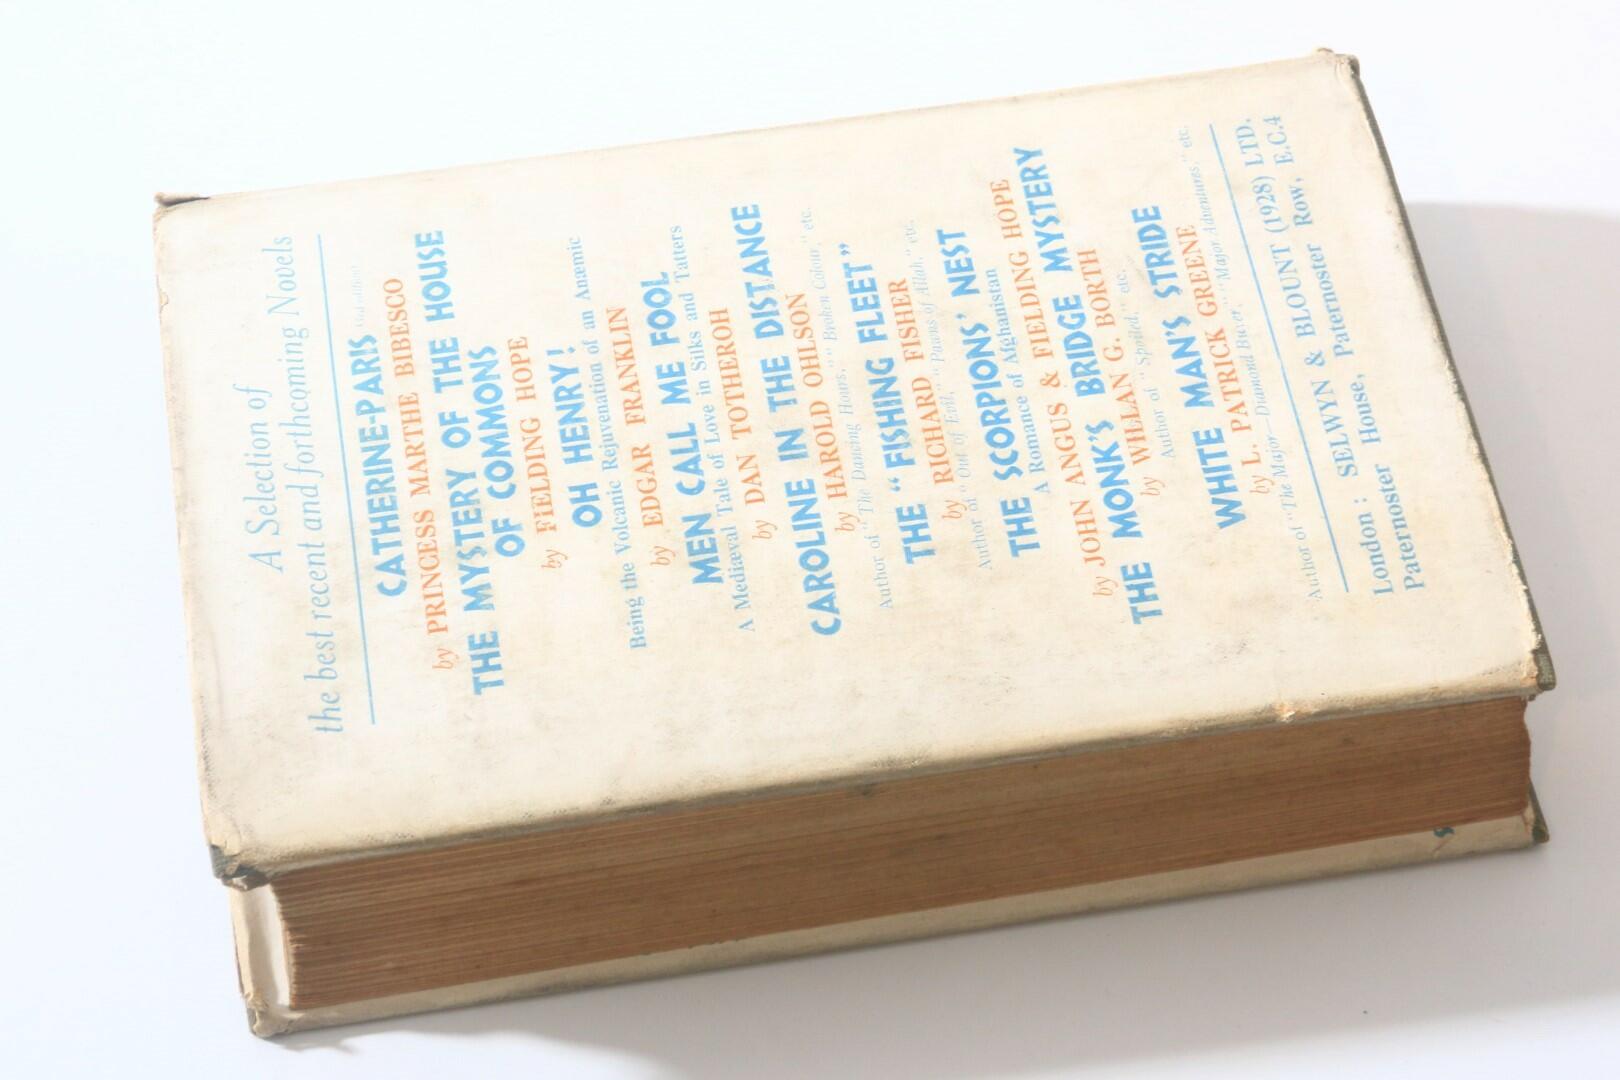 A Selection of
the best recent and forthcoming Novels
CATHERINE-PARIS
by PRINCESS MARTHE BIBESCO
THE MYSTERY OF THE HOUSE
OF COMMONS
by FIELDING HOPE
OH HENRY!
Being the Volcanic Rejuvenation of an Anæmic
by EDGAR FRANKLIN
MEN CALL ME FOOL
A Mediæval Tale of Love in Silks and Tatters
by DAN TOTHEROH
CAROLINE IN THE DISTANCE
by HAROLD OHLSON
Author of "The Dancing Hours," "Broken Colour," etc.
THE "FISHING FLEET"
by RICHARD FISHER
Author of "Out of Evil," "Pawns of Allah," etc.
THE SCORPIONS' NEST
A Romance of Afghanistan
by JOHN ANGUS & FIELDING HOPE
THE MONK'S BRIDGE MYSTERY
by WILLAN G. BORTH
Author of "Spoiled," etc.
WHITE MAN'S STRIDE
by L. PATRICK GREENE
Author of "The Major—Diamond Buyer," "Major Adventures," etc.
London: SELWYN & BLOUNT (1928) LTD.
Paternoster House, Paternoster Row, E.C.4